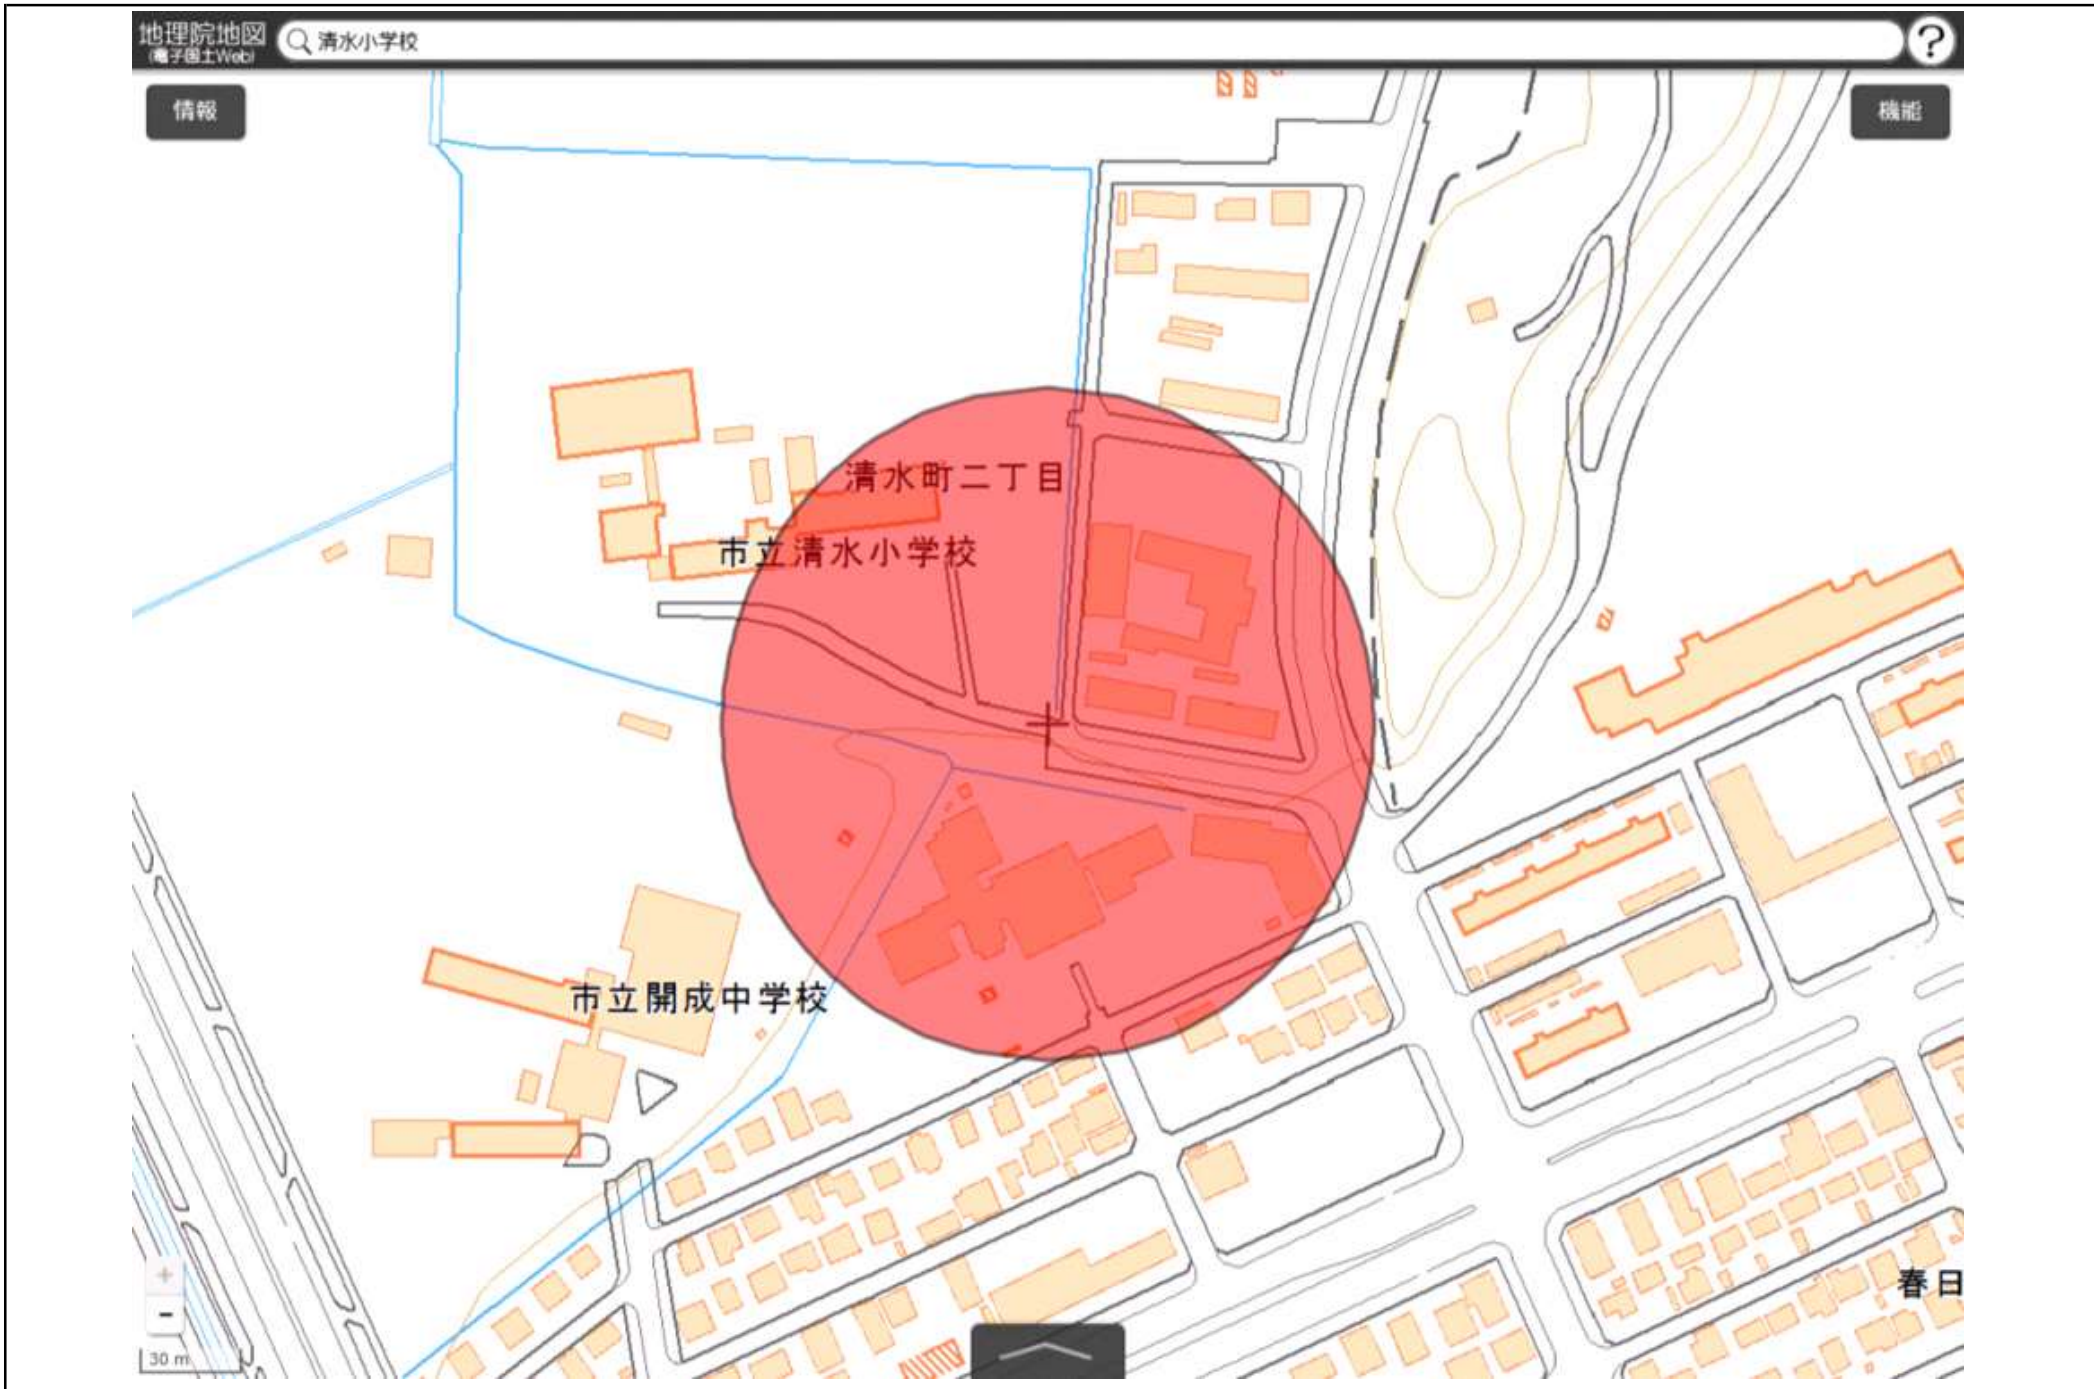 地理院地図
(電子国土Web)
清水小学校
?
情報
機能
清水町二丁目
市立清水小学校
市立開成中学校
春日
+
-
30 m